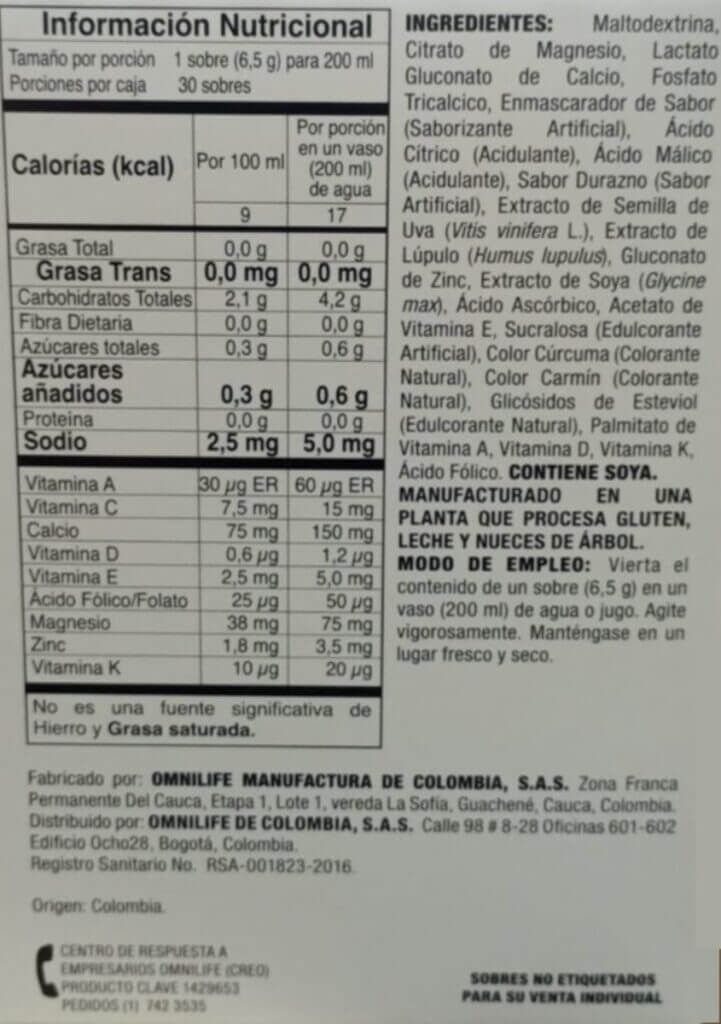 Información Nutricional
Tamaño por porción 1 sobre (6,5 g) para 200 ml
Porciones por caja 30 sobres
Calorías (kcal) Por 100 ml Por porción en un vaso (200 ml) de agua
9 17
Grasa Total 0,0 g 0,0 g
Grasa Trans 0,0 mg 0,0 mg
Carbohidratos Totales 2,1 g 4,2 g
Fibra Dietaria 0,0 g 0,0 g
Azúcares totales 0,3 g 0,6 g
Azúcares
añadidos 0,3 g 0,6 g
Proteina 0,0 g 0,0 g
Sodio 2,5 mg 5,0 mg
Vitamina A 30 µg ER 60 µg ER
Vitamina C 7,5 mg 15 mg
Calcio 75 mg 150 mg
Vitamina D 0,6 µg 1,2 µg
Vitamina E 2,5 mg 5,0 mg
Ácido Fólico/Folato 25 µg 50 µg
Magnesio 38 mg 75 mg
Zinc 1,8 mg 3,5 mg
Vitamina K 10 µg 20 µg
No es una fuente significativa de
Hierro y Grasa saturada.
INGREDIENTES: Maltodextrina,
Citrato de Magnesio, Lactato
Gluconato de Calcio, Fosfato
Tricalcico, Enmascarador de Sabor
(Saborizante Artificial), Ácido
Cítrico (Acidulante), Ácido Málico
(Acidulante), Sabor Durazno (Sabor
Artificial), Extracto de Semilla de
Uva (Vitis vinifera L.), Extracto de
Lúpulo (Humus lupulus), Gluconato
de Zinc, Extracto de Soya (Glycine
max), Ácido Ascórbico, Acetato de
Vitamina E, Sucralosa (Edulcorante
Artificial), Color Cúrcuma (Colorante
Natural), Color Carmín (Colorante
Natural), Glicósidos de Esteviol
(Edulcorante Natural), Palmitato de
Vitamina A, Vitamina D, Vitamina K,
Ácido Fólico. CONTIENE SOYA.
MANUFACTURADO EN UNA
PLANTA QUE PROCESA GLUTEN,
LECHE Y NUECES DE ÁRBOL.
MODO DE EMPLEO: Vierta el
contenido de un sobre (6,5 g) en un
vaso (200 ml) de agua o jugo. Agite
vigorosamente. Manténgase en un
lugar fresco y seco.
Fabricado por: OMNILIFE MANUFACTURA DE COLOMBIA, S.A.S. Zona Franca
Permanente Del Cauca, Etapa 1, Lote 1, vereda La Sofía, Guachené, Cauca, Colombia.
Distribuido por: OMNILIFE DE COLOMBIA, S.A.S. Calle 98 # 8-28 Oficinas 601-602
Edificio Ocho28, Bogotá, Colombia.
Registro Sanitario No. RSA-001823-2016.
Origen: Colombia.
CENTRO DE RESPUESTA A
EMPRESARIOS OMNILIFE (CREO)
PRODUCTO CLAVE 1429653
PEDIDOS (1) 742 3535
SOBRES NO ETIQUETADOS
PARA SU VENTA INDIVIDUAL